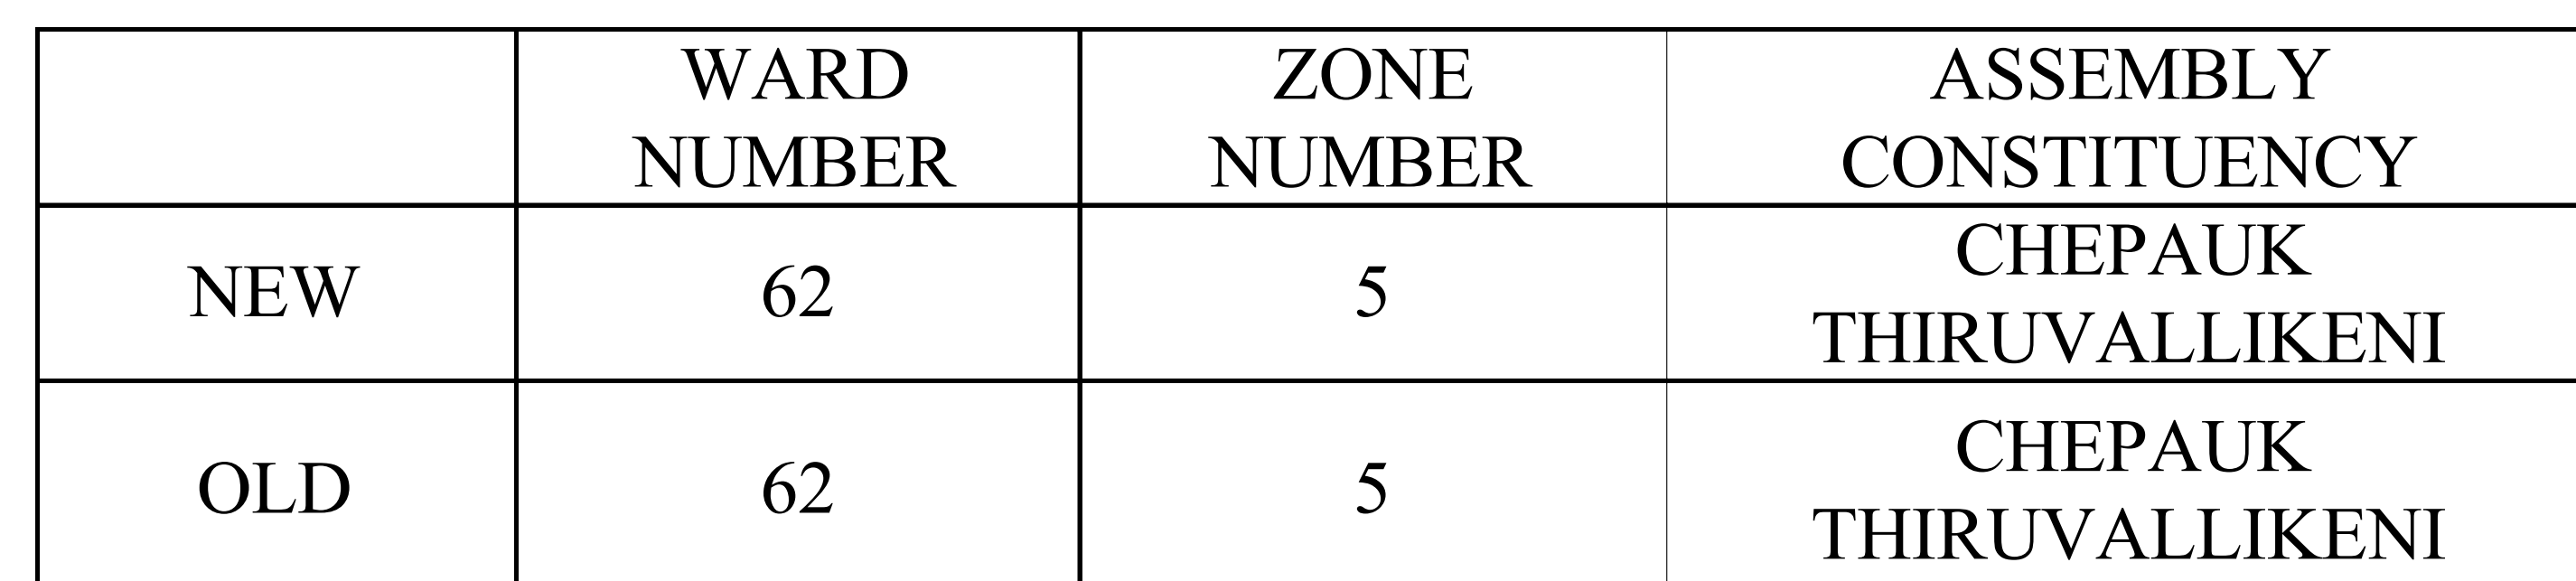 WARD
NUMBER
ZONE
NUMBER
ASSEMBLY
CONSTITUENCY
NEW
62
5
CHEPAUK
THIRUVALLIKENI
OLD
62
5
CHEPAUK
THIRUVALLIKENI